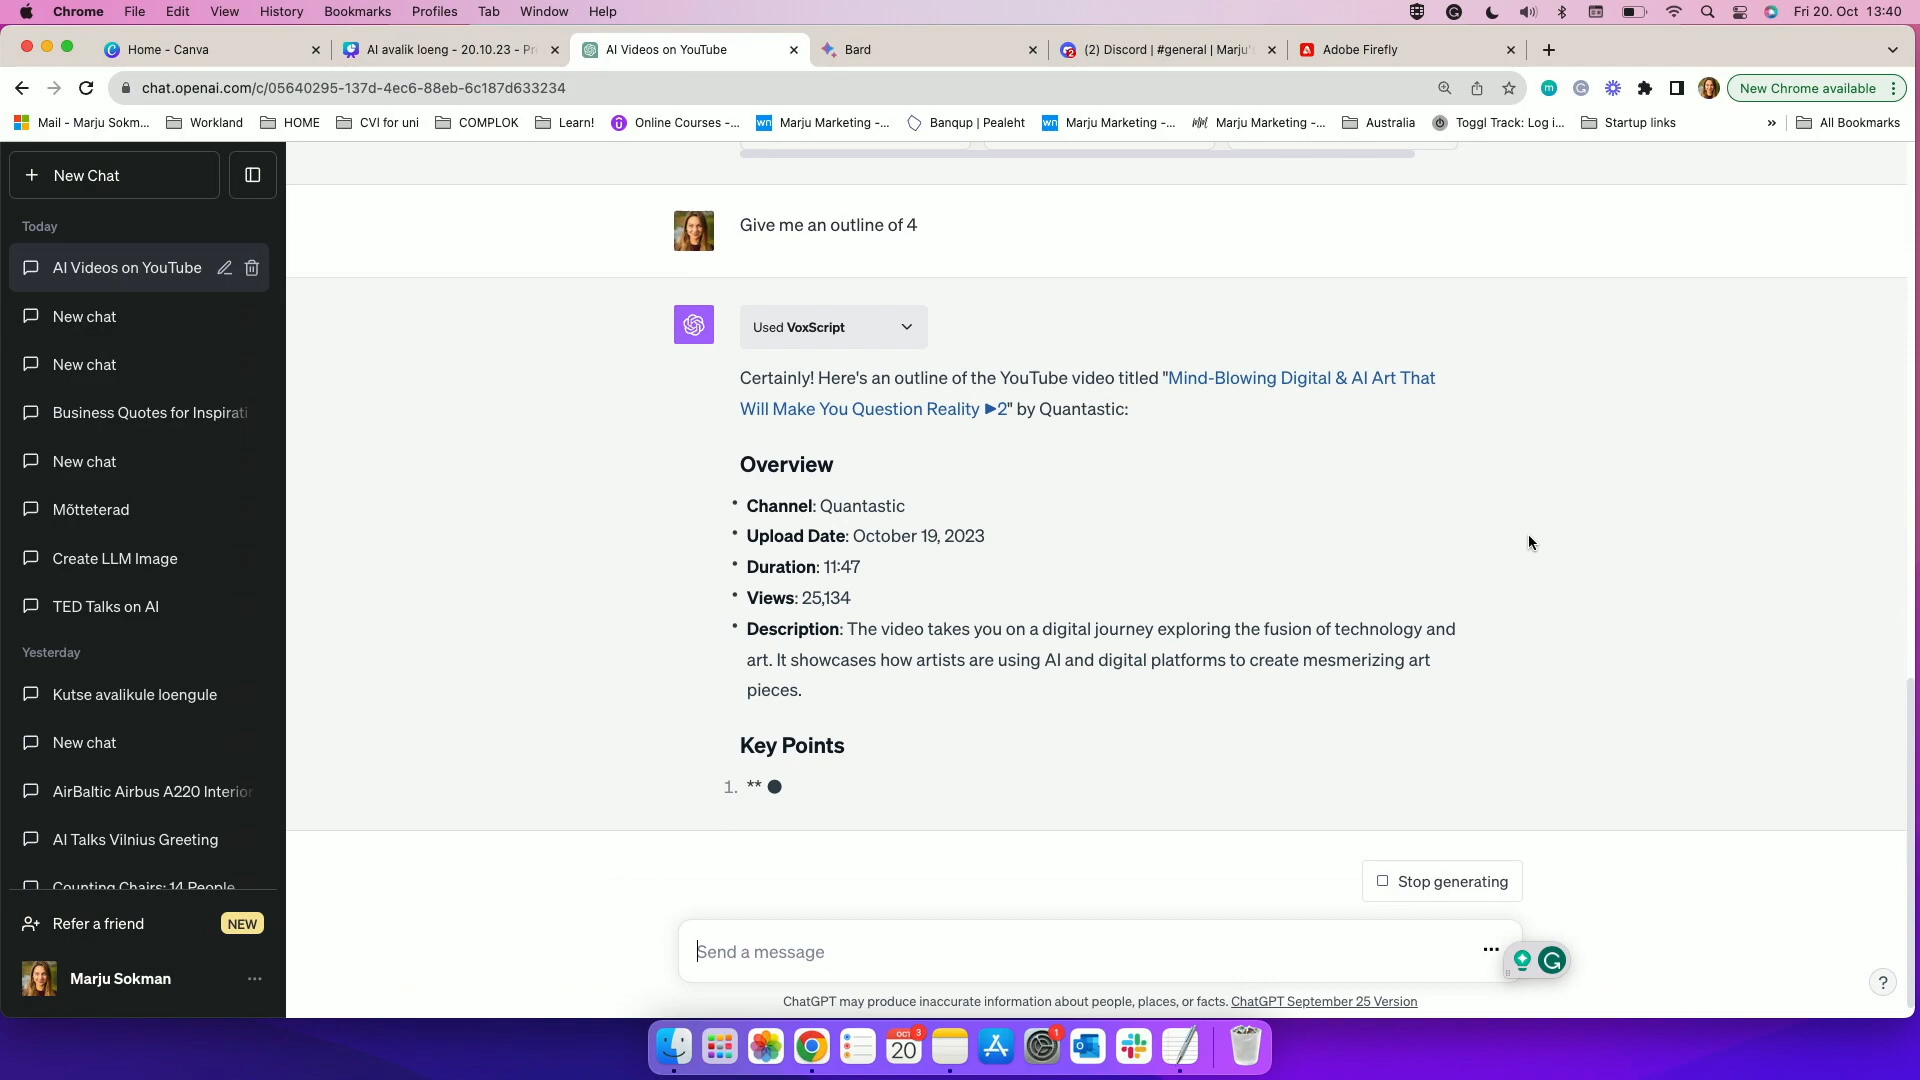 Chrome File Edit View History Bookmarks Profiles Tab Window Help Fri 20. Oct 13:40
Home - Canva
AI avalik loeng - 20.10.23 - Pr
AI Videos on YouTube
Bard
(2) Discord | #general | Marju's
Adobe Firefly
chat.openai.com/c/05640295-137d-4ec6-88eb-6c187d633234
New Chrome available
Mail - Marju Sokm... Workland HOME CVI for uni COMPLOK Learn! Online Courses -... Marju Marketing -... Banqup | Pealeht Marju Marketing -... Marju Marketing -... Australia Toggl Track: Log i... Startup links » All Bookmarks
New Chat
Today
AI Videos on YouTube
New chat
New chat
Business Quotes for Inspirati
New chat
Mõtteterad
Create LLM Image
TED Talks on AI
Yesterday
Kutse avalikule loengule
New chat
AirBaltic Airbus A220 Interior
AI Talks Vilnius Greeting
Counting Chairs: 14 People
Refer a friend NEW
Marju Sokman
Give me an outline of 4
Used VoxScript
Certainly! Here's an outline of the YouTube video titled "Mind-Blowing Digital & AI Art That
Will Make You Question Reality ▶2" by Quantastic:
Overview
• Channel: Quantastic
• Upload Date: October 19, 2023
• Duration: 11:47
• Views: 25,134
• Description: The video takes you on a digital journey exploring the fusion of technology and
art. It showcases how artists are using AI and digital platforms to create mesmerizing art
pieces.
Key Points
1. **
Stop generating
Send a message
?
ChatGPT may produce inaccurate information about people, places, or facts. ChatGPT September 25 Version
OCT
20
3
1